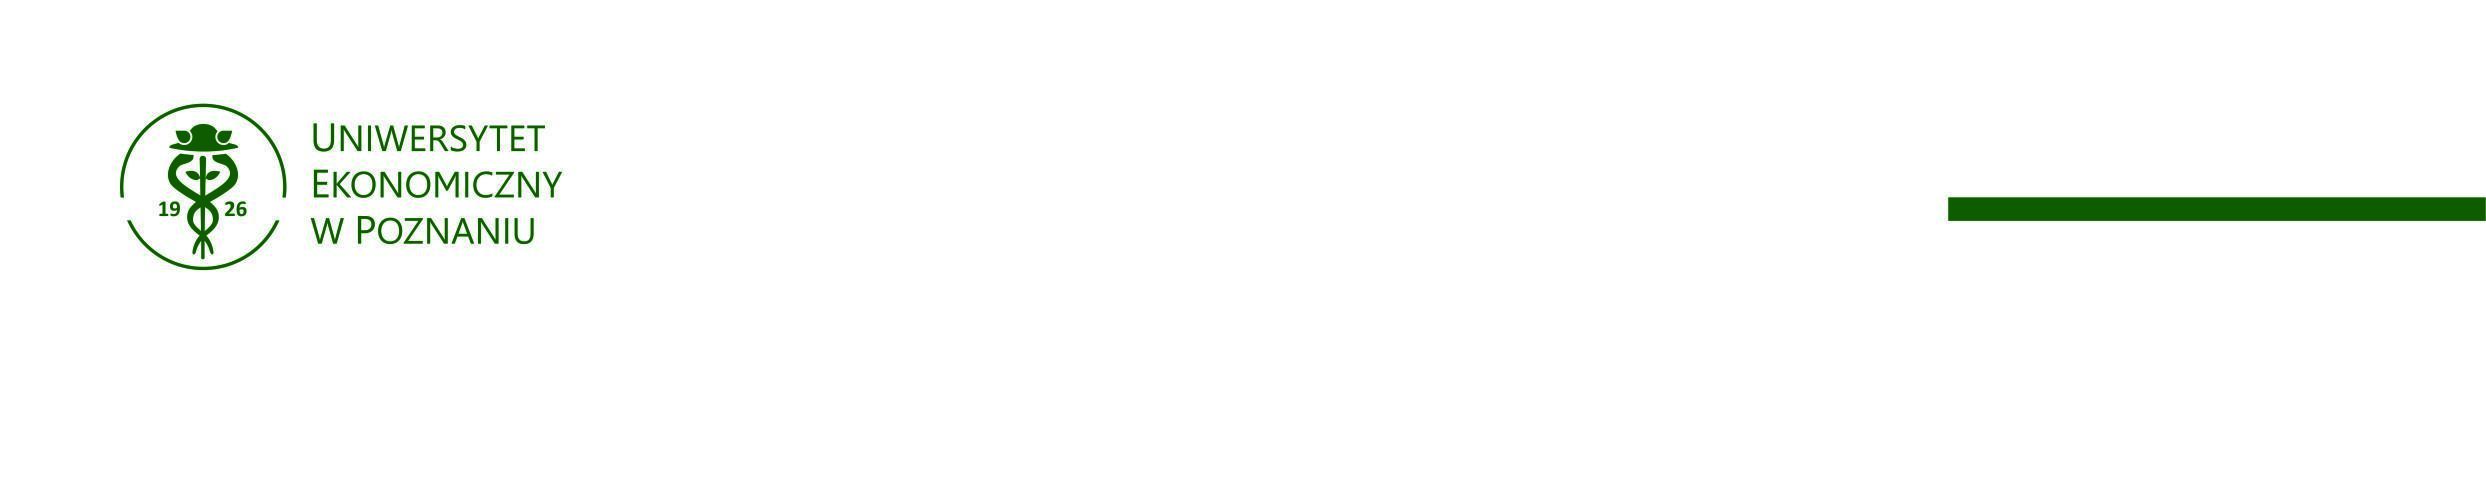 UNIWERSYTET
EKONOMICZNY
W POZNANIU
19 26